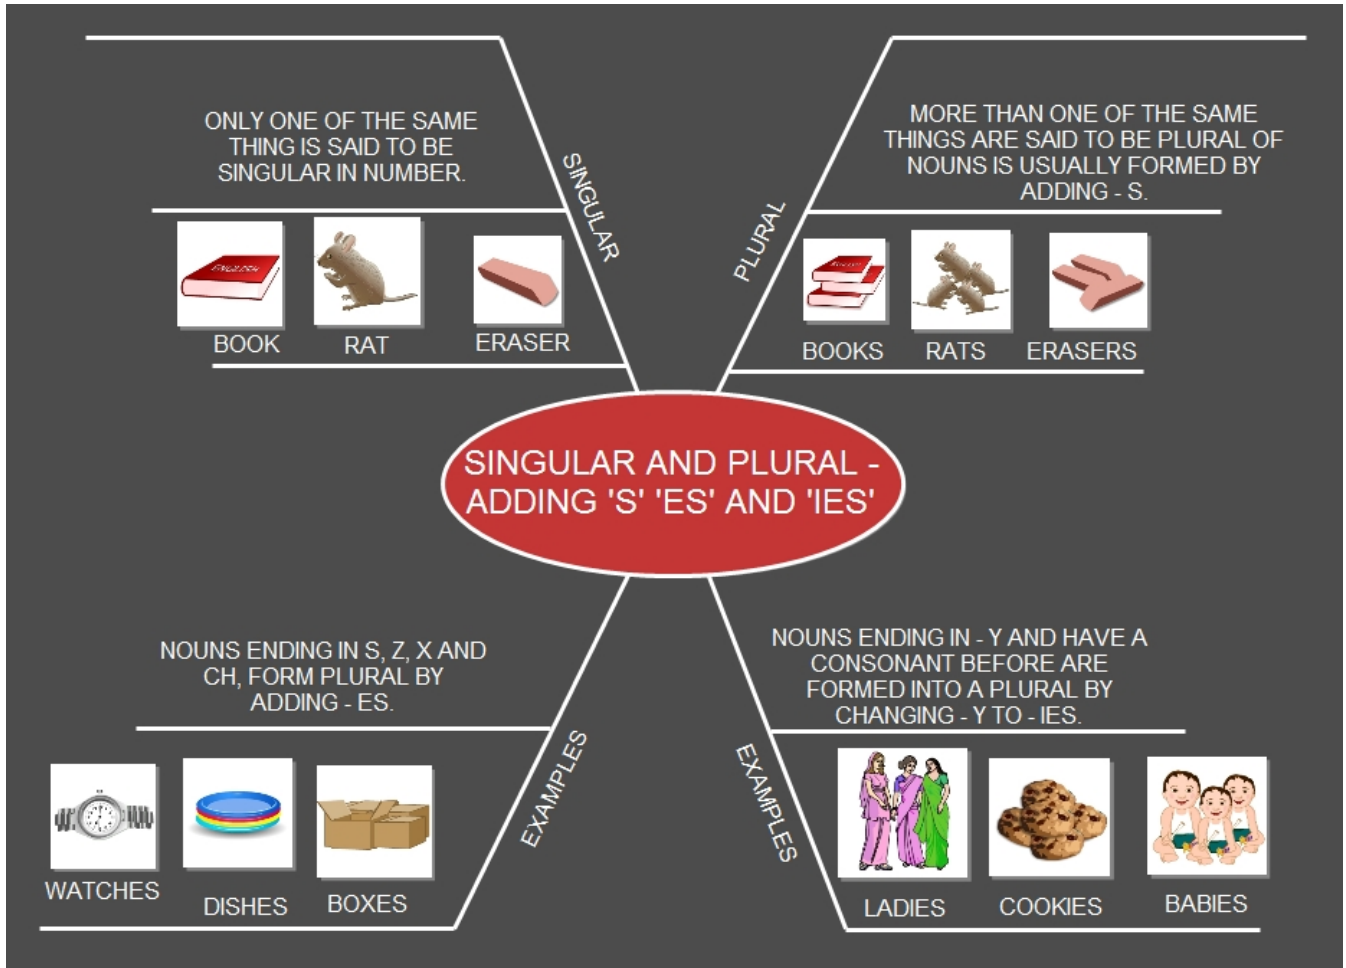 ONLY ONE OF THE SAME
THING IS SAID TO BE
SINGULAR IN NUMBER.
SINGULAR
ENGLISH
BOOK
RAT
ERASER
MORE THAN ONE OF THE SAME
THINGS ARE SAID TO BE PLURAL OF
NOUNS IS USUALLY FORMED BY
ADDING - S.
PLURAL
BOOKS
RATS
ERASERS
SINGULAR AND PLURAL -
ADDING 'S' 'ES' AND 'IES'
NOUNS ENDING IN S, Z, X AND
CH, FORM PLURAL BY
ADDING - ES.
EXAMPLES
WATCHES
DISHES
BOXES
NOUNS ENDING IN - Y AND HAVE A
CONSONANT BEFORE ARE
FORMED INTO A PLURAL BY
CHANGING - Y TO - IES.
EXAMPLES
LADIES
COOKIES
BABIES